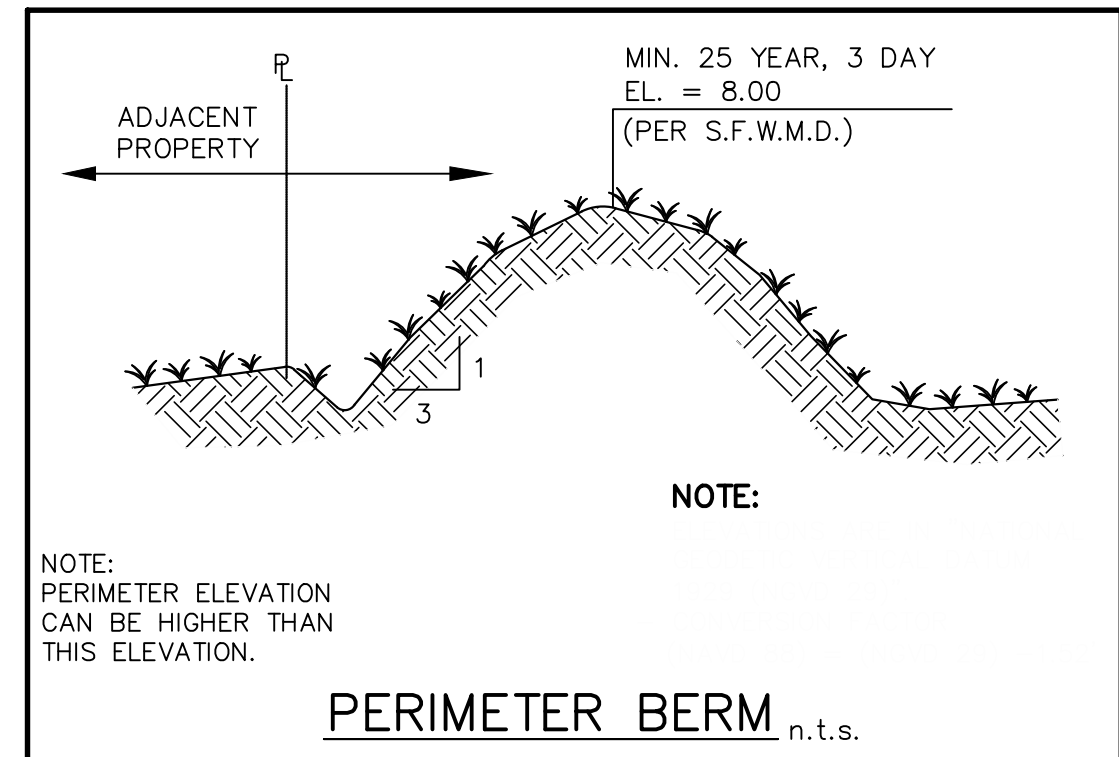 ℄
ADJACENT
PROPERTY
MIN. 25 YEAR, 3 DAY
EL. = 8.00
(PER S.F.W.M.D.)
1
3
NOTE:
NOTE:
PERIMETER ELEVATION
CAN BE HIGHER THAN
THIS ELEVATION.
PERIMETER BERM n.t.s.